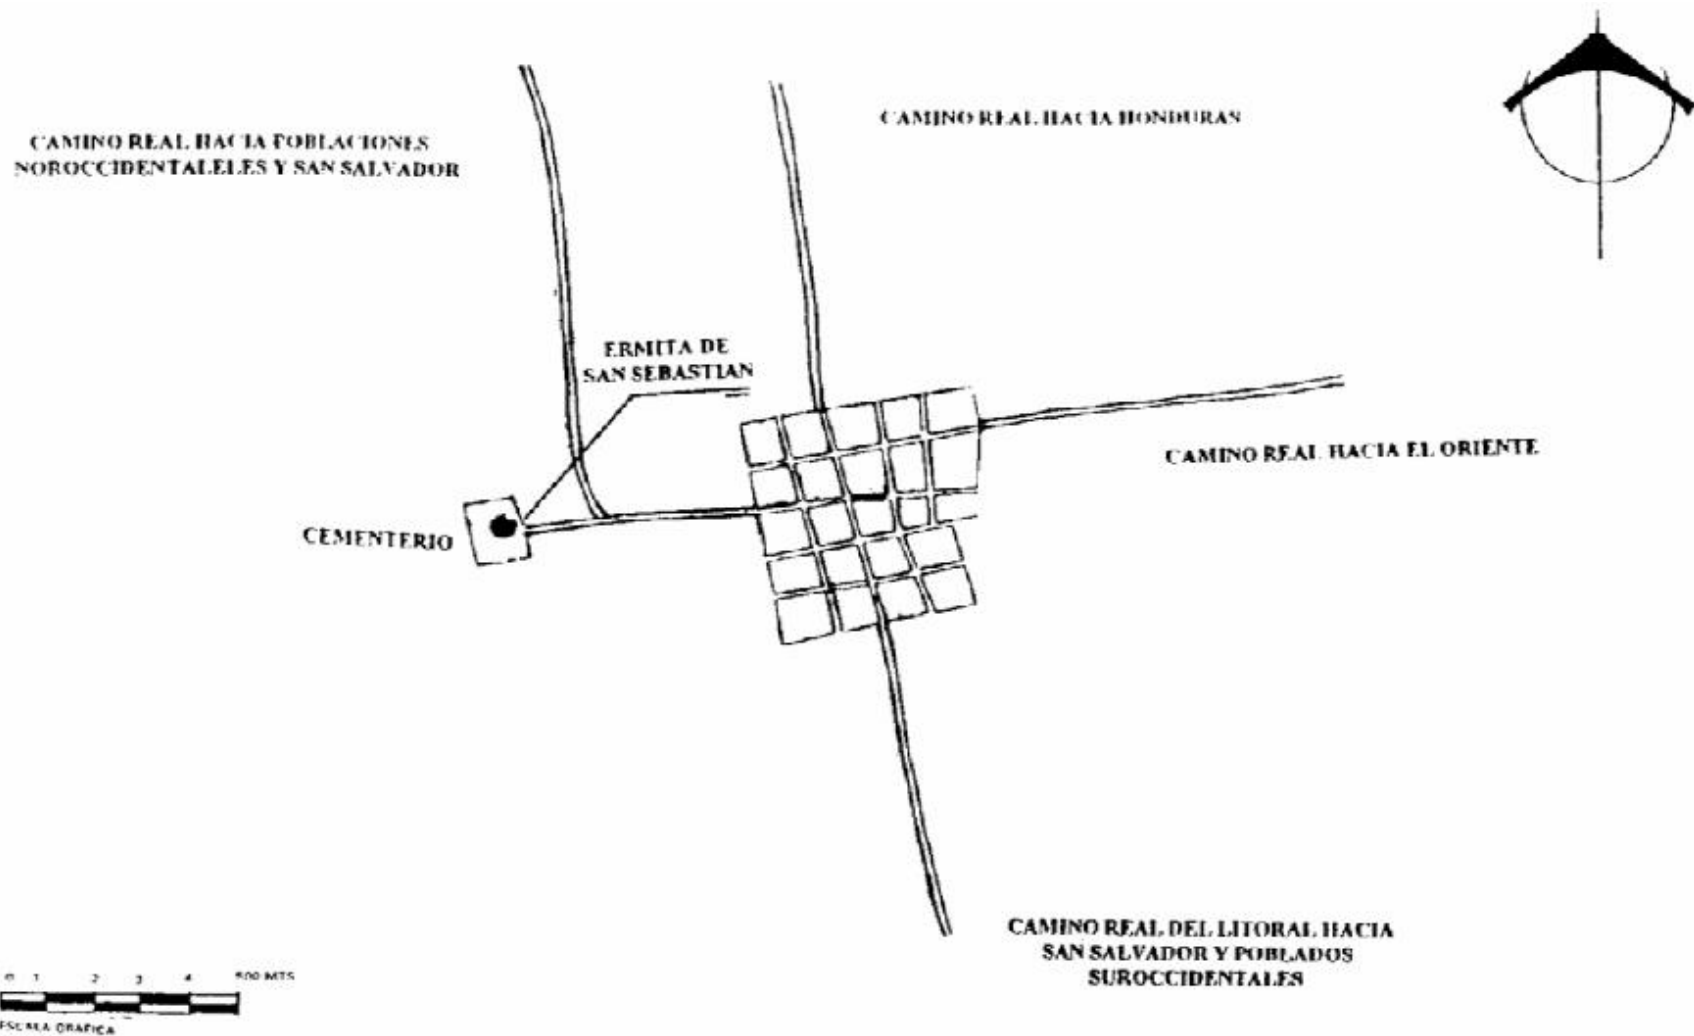 CAMINO REAL HACIA POBLACIONES
NOROCCIDENTALELES Y SAN SALVADOR
CAMINO REAL HACIA HONDURAS
ERMITA DE
SAN SEBASTIAN
CAMINO REAL HACIA EL ORIENTE
CEMENTERIO
CAMINO REAL DEL LITORAL HACIA
SAN SALVADOR Y POBLADOS
SUROCCIDENTALES
0 1 2 3 4 500 MTS
ESCALA GRAFICA